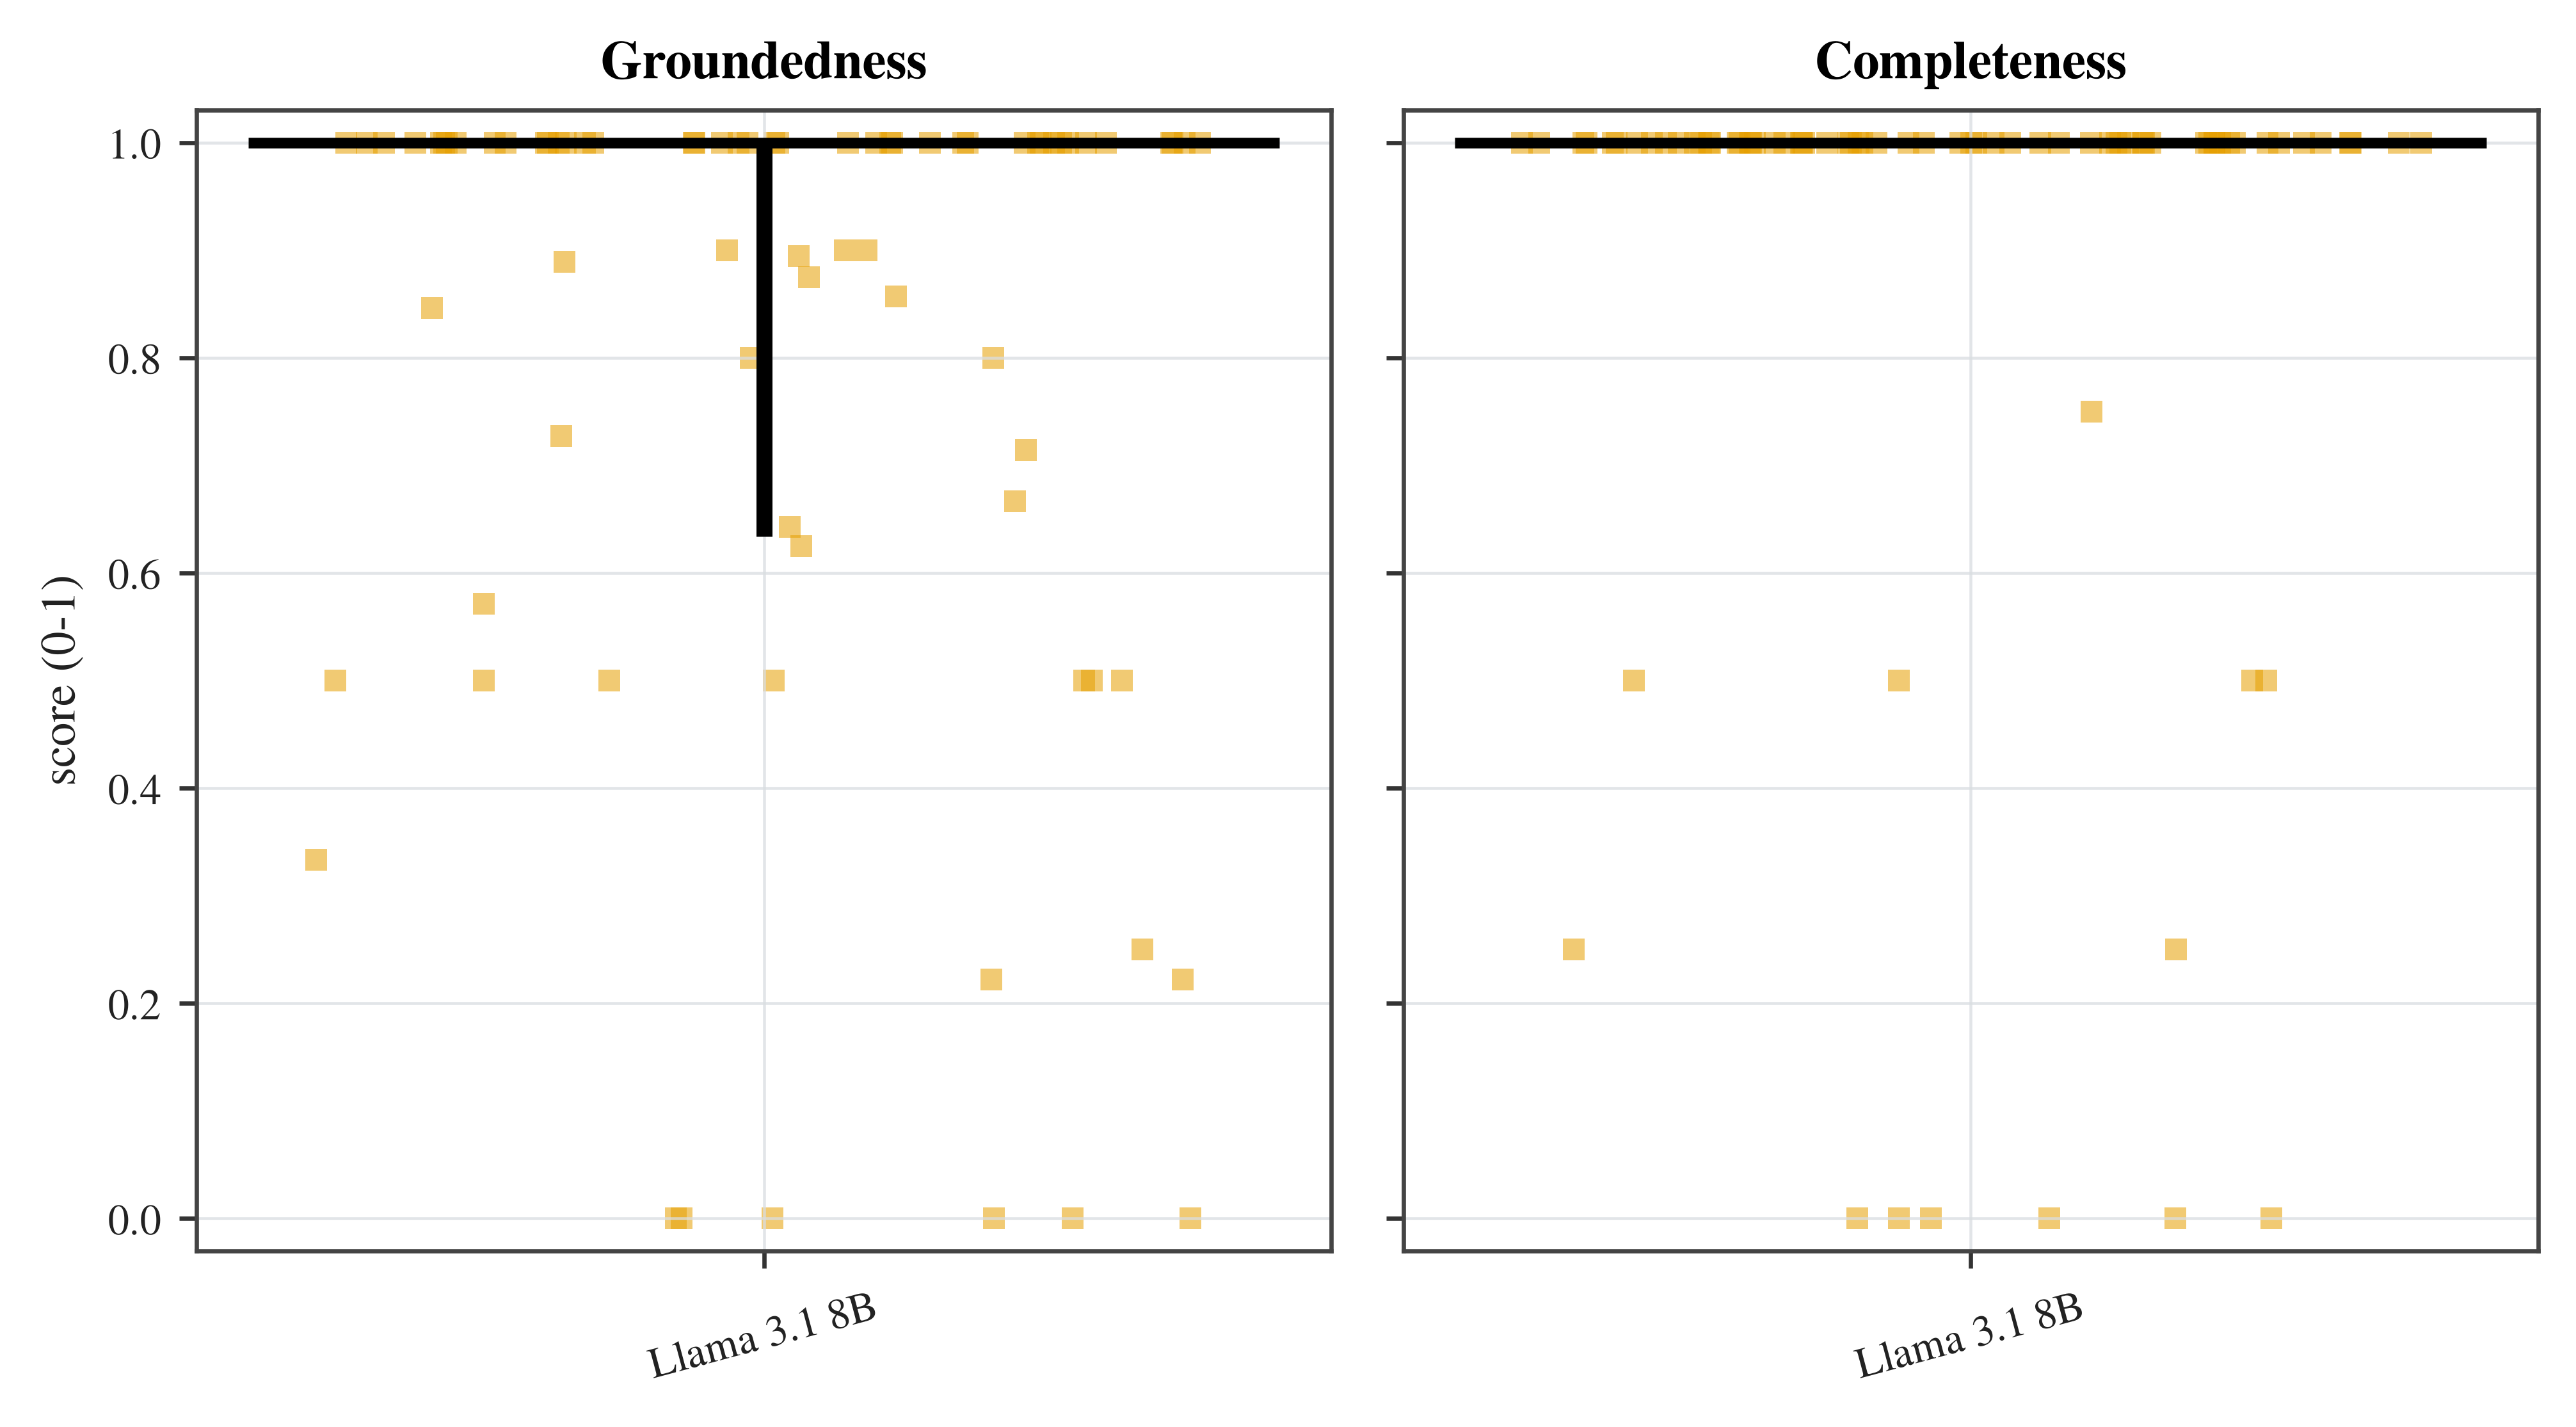 Groundedness
Completeness
score (0-1)
1.0
0.8
0.6
0.4
0.2
0.0
Llama 3.1 8B
Llama 3.1 8B